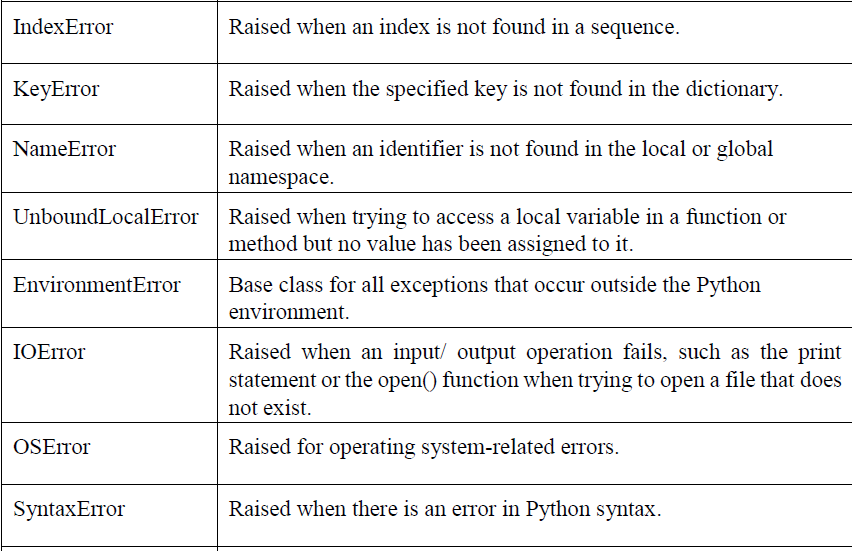 IndexError
Raised when an index is not found in a sequence.
KeyError
Raised when the specified key is not found in the dictionary.
NameError
Raised when an identifier is not found in the local or global
namespace.
UnboundLocalError
Raised when trying to access a local variable in a function or
method but no value has been assigned to it.
EnvironmentError
Base class for all exceptions that occur outside the Python
environment.
IOError
Raised when an input/ output operation fails, such as the print
statement or the open() function when trying to open a file that does
not exist.
OSError
Raised for operating system-related errors.
SyntaxError
Raised when there is an error in Python syntax.